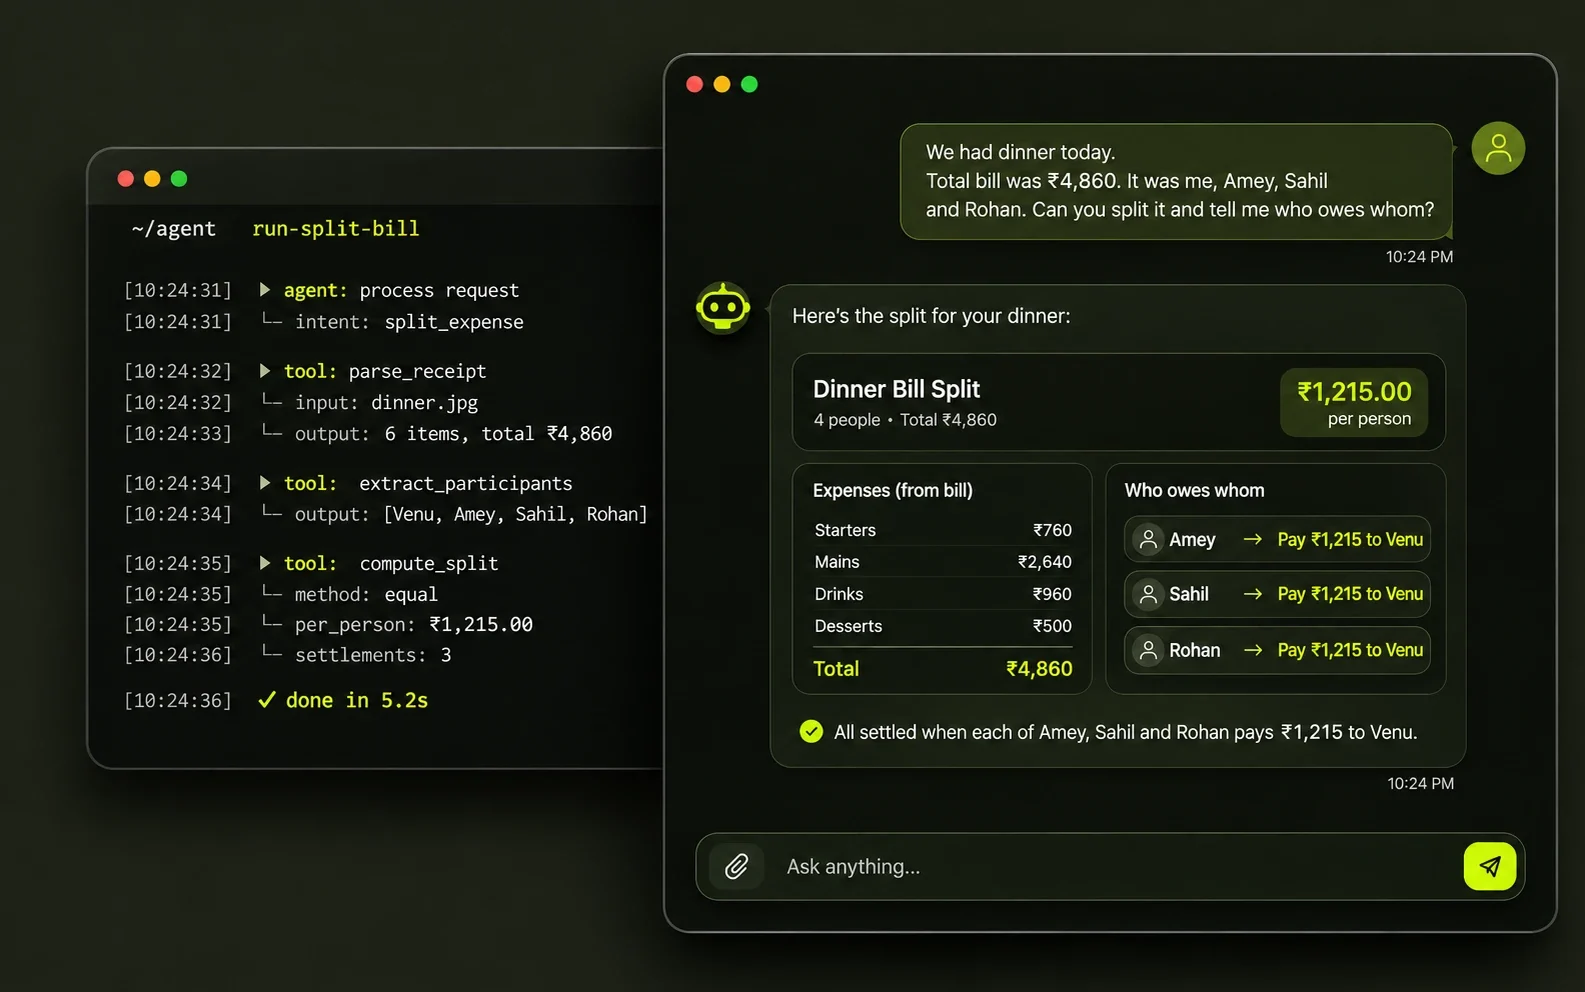 ~/agent run-split-bill
[10:24:31] ▶ agent: process request
[10:24:31] └─ intent: split_expense
[10:24:32] ▶ tool: parse_receipt
[10:24:32] └─ input: dinner.jpg
[10:24:33] └─ output: 6 items, total ₹4,860
[10:24:34] ▶ tool: extract_participants
[10:24:34] └─ output: [Venu, Amey, Sahil, Rohan]
[10:24:35] ▶ tool: compute_split
[10:24:35] └─ method: equal
[10:24:35] └─ per_person: ₹1,215.00
[10:24:36] └─ settlements: 3
[10:24:36] ✓ done in 5.2s
We had dinner today.
Total bill was ₹4,860. It was me, Amey, Sahil
and Rohan. Can you split it and tell me who owes whom?
10:24 PM
Here's the split for your dinner:
Dinner Bill Split
4 people • Total ₹4,860
₹1,215.00
per person
Expenses (from bill)
Starters ₹760
Mains ₹2,640
Drinks ₹960
Desserts ₹500
Total ₹4,860
Who owes whom
Amey → Pay ₹1,215 to Venu
Sahil → Pay ₹1,215 to Venu
Rohan → Pay ₹1,215 to Venu
All settled when each of Amey, Sahil and Rohan pays ₹1,215 to Venu.
10:24 PM
Ask anything...